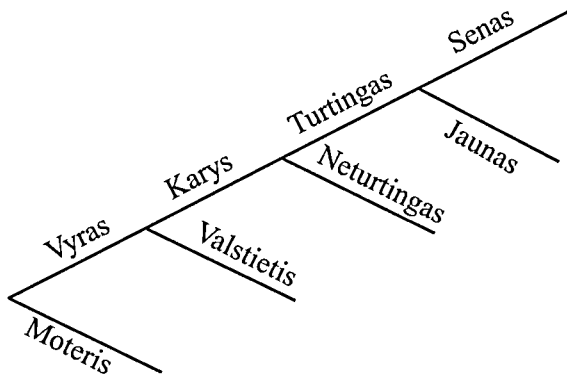 Senas
Turtingas
Jaunas
Karys
Neturtingas
Vyras
Valstietis
Moteris